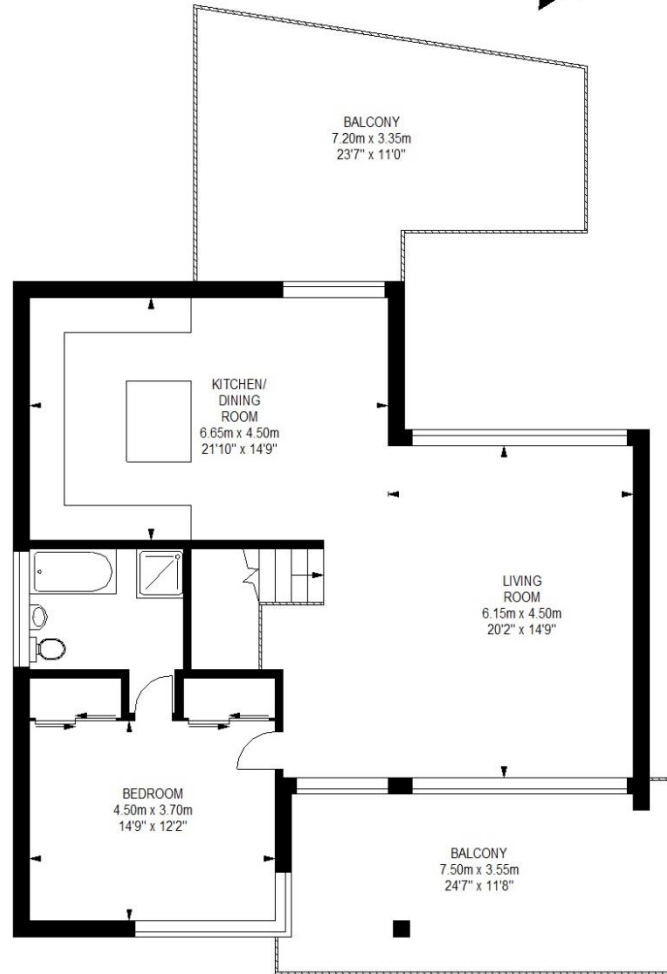 BALCONY
7.20m x 3.35m
23'7" x 11'0"
KITCHEN/
DINING
ROOM
6.65m x 4.50m
21'10" x 14'9"
LIVING
ROOM
6.15m x 4.50m
20'2" x 14'9"
BEDROOM
4.50m x 3.70m
14'9" x 12'2"
BALCONY
7.50m x 3.55m
24'7" x 11'8"